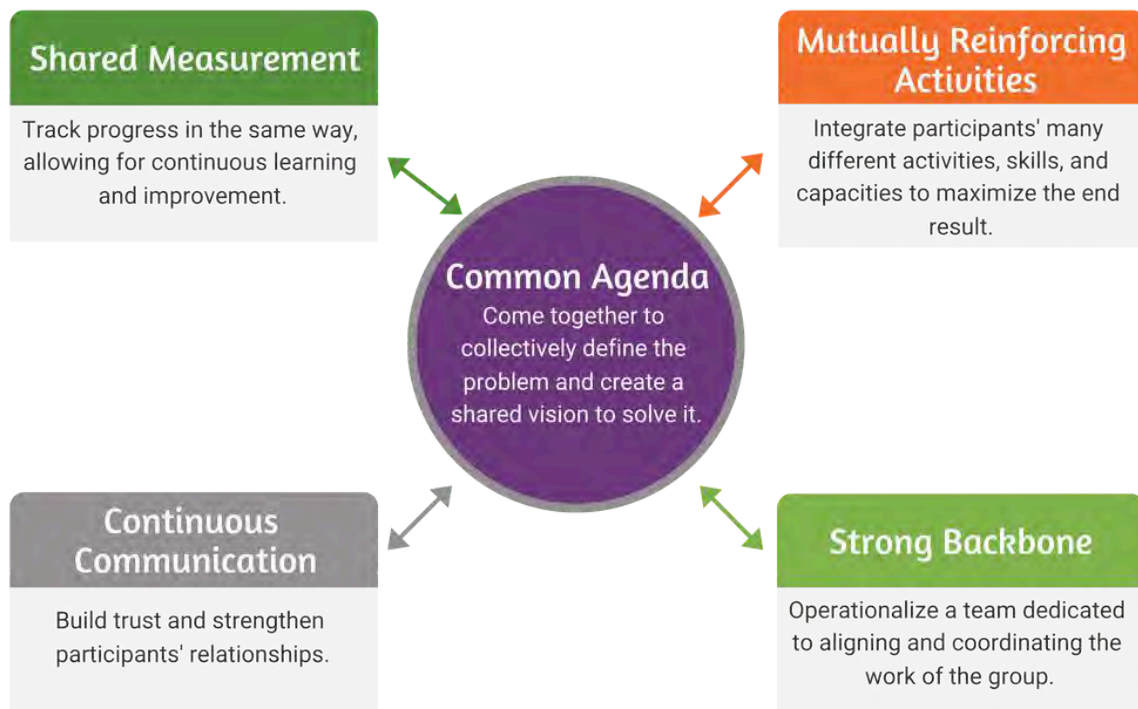 Shared Measurement
Track progress in the same way,
allowing for continuous learning
and improvement.
Mutually Reinforcing
Activities
Integrate participants' many
different activities, skills, and
capacities to maximize the end
result.
Common Agenda
Come together to
collectively define the
problem and create a
shared vision to solve it.
Continuous
Communication
Build trust and strengthen
participants' relationships.
Strong Backbone
Operationalize a team dedicated
to aligning and coordinating the
work of the group.